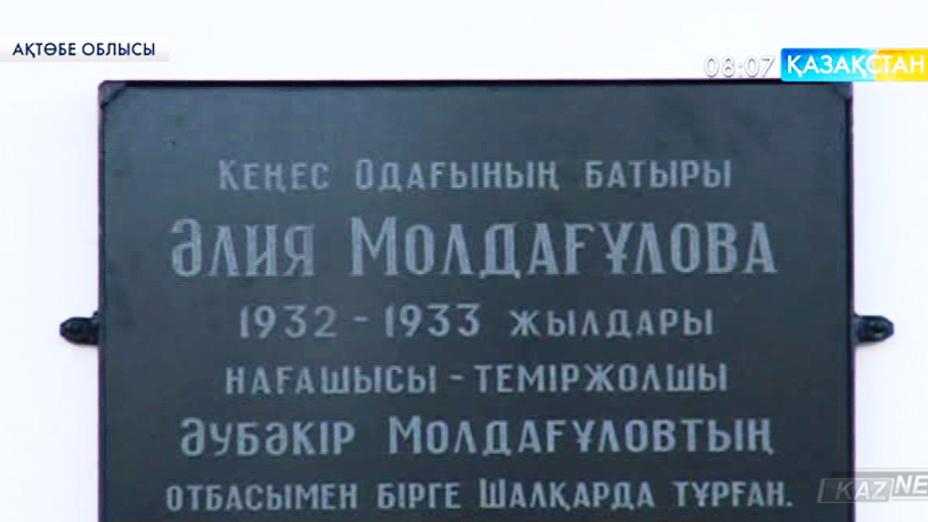 АҚТӨБЕ ОБЛЫСЫ
08:07 ҚАЗАҚСТАН
КЕҢЕС ОДАҒЫНЫҢ БАТЫРЫ
ӘЛИЯ МОЛДАҒҰЛОВА
1932 - 1933 ЖЫЛДАРЫ
НАҒАШЫСЫ - ТЕМІРЖОЛШЫ
ӘУБӘКІР МОЛДАҒҰЛОВТЫҢ
ОТБАСЫМЕН БІРГЕ ШАЛҚАРДА ТҰРҒАН.
KAZNE